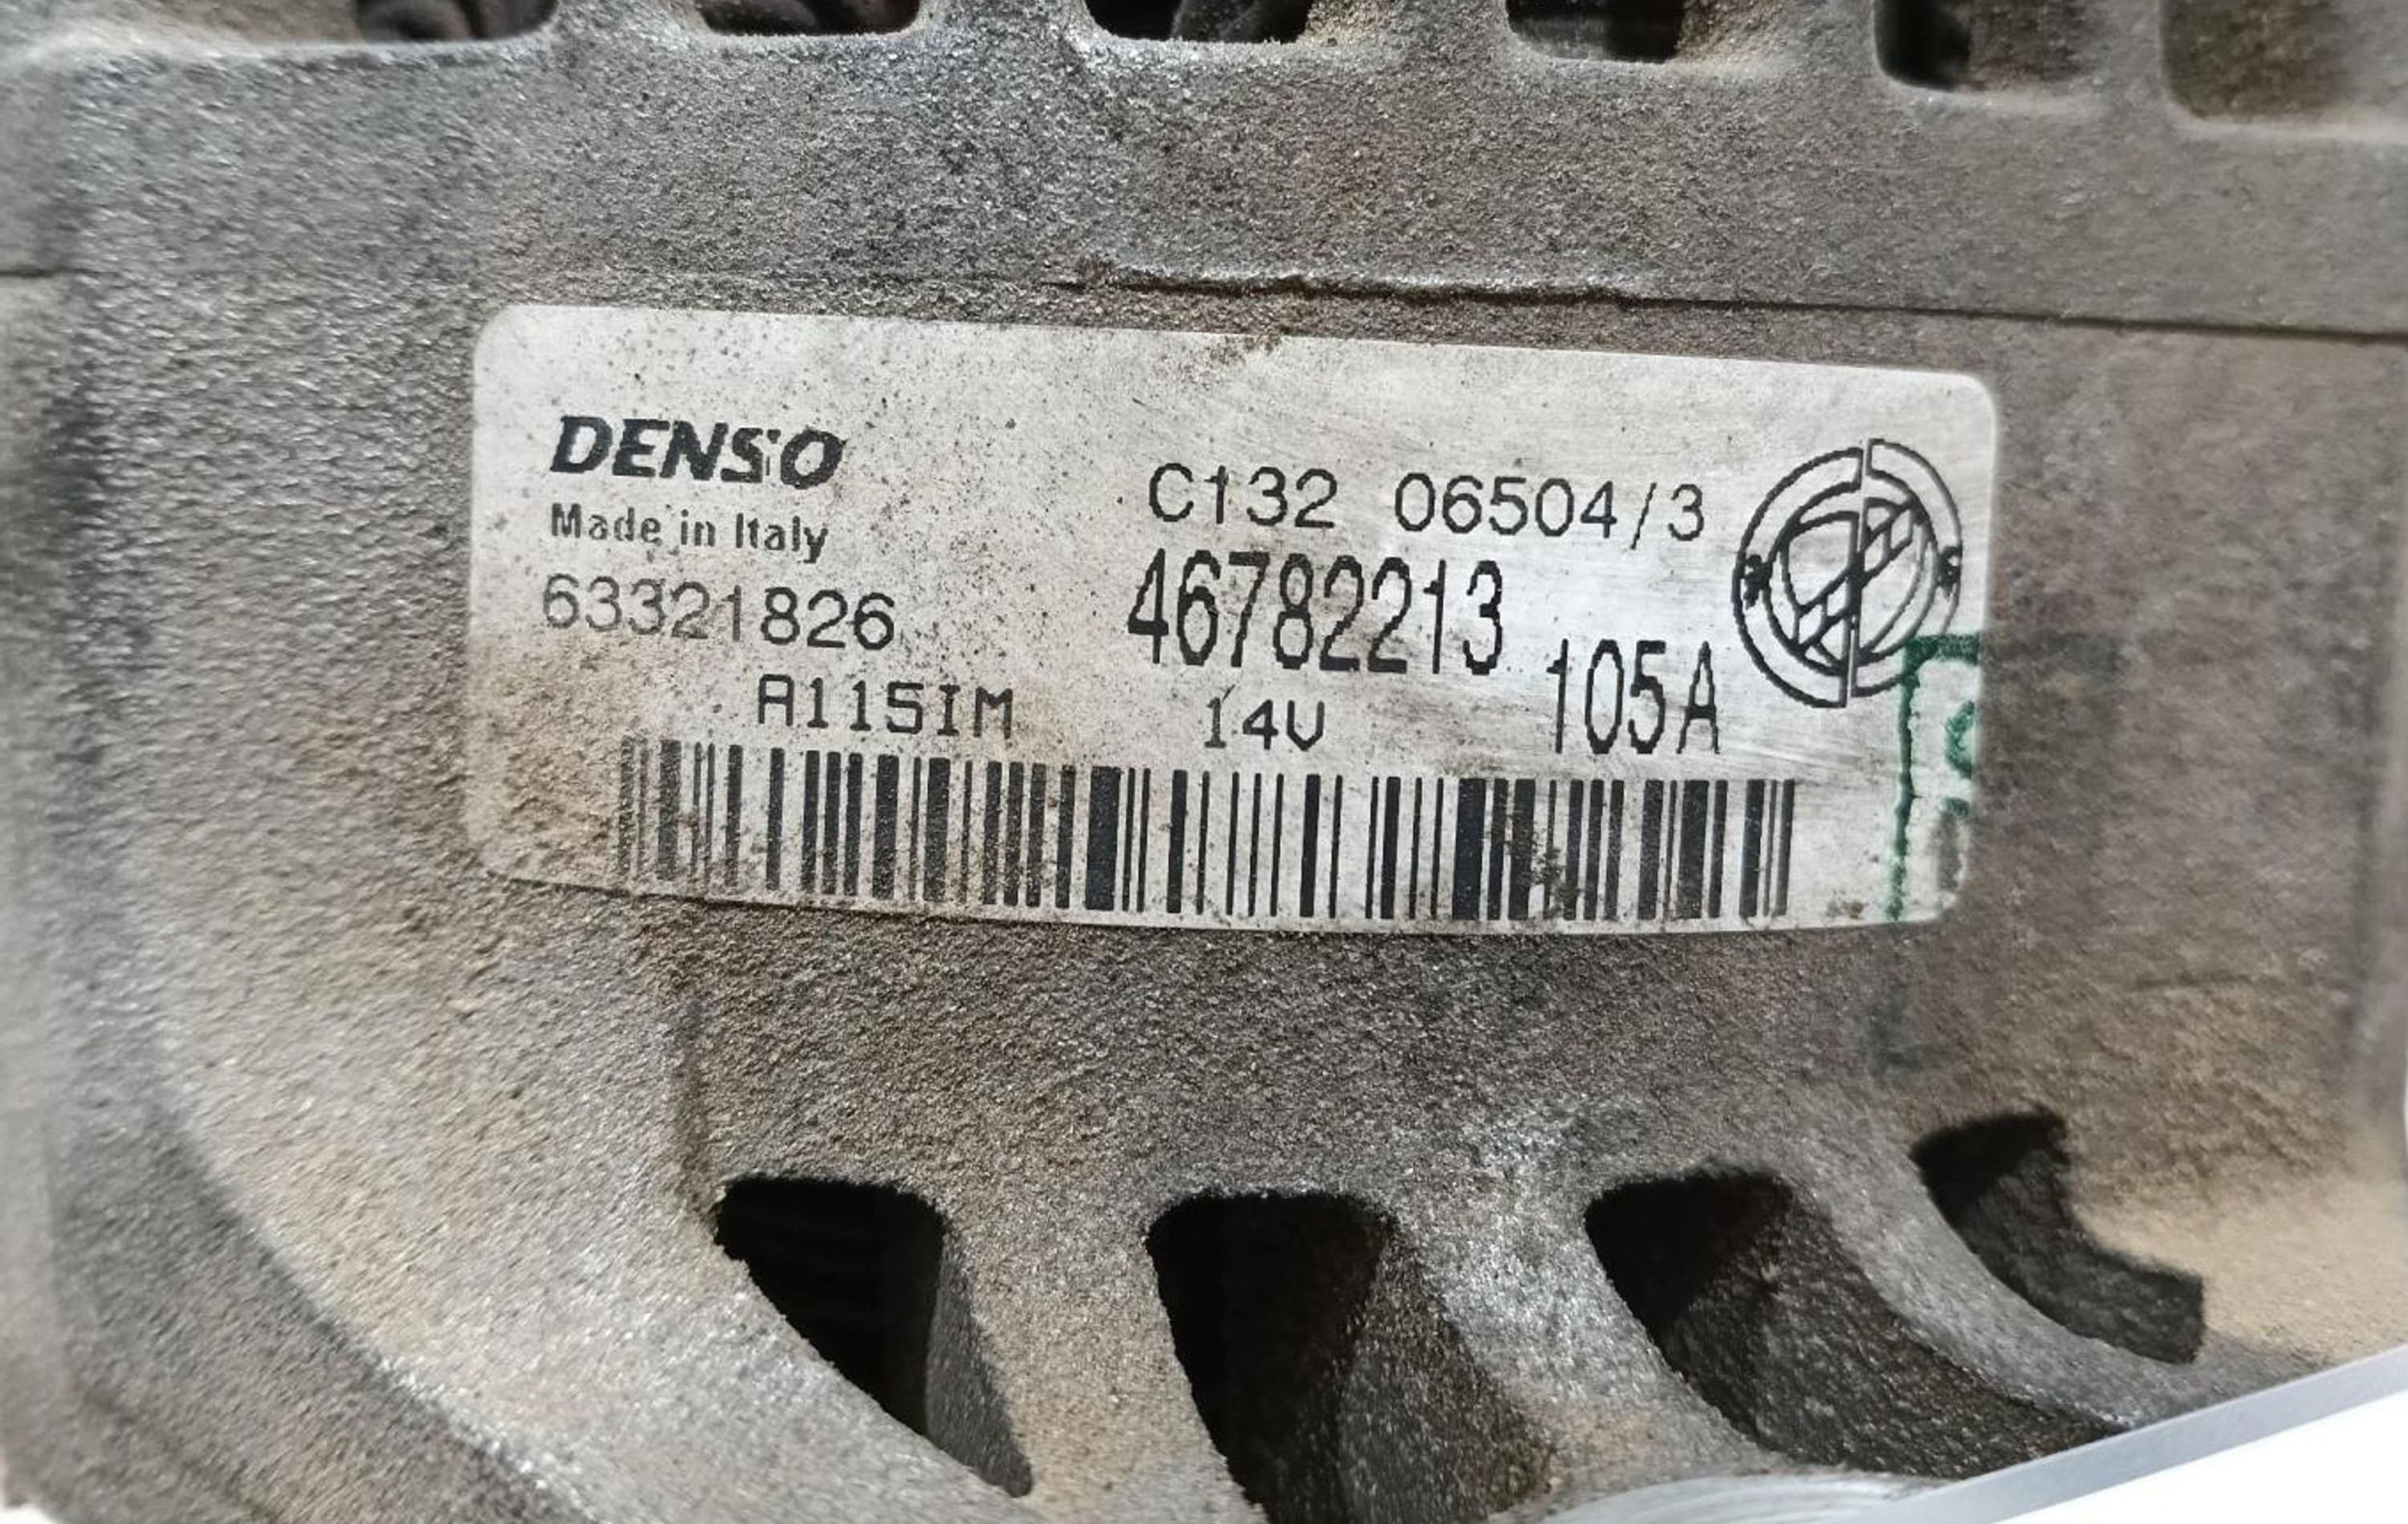 DENSO
Made in Italy
C132 06504/3
63321826
46782213
A115IM 14V 105A